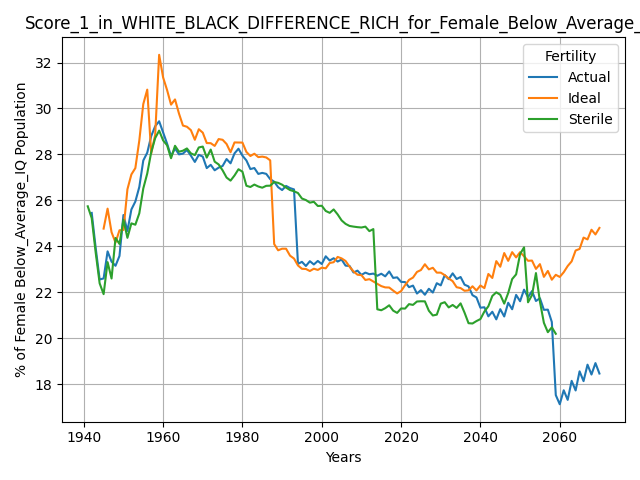 Score_1_in_WHITE_BLACK_DIFFERENCE_RICH_for_Female_Below_Average_
% of Female Below_Average_IQ Population
32
30
28
26
24
22
20
18
Fertility
Actual
Ideal
Sterile
1940 1960 1980 2000 2020 2040 2060
Years